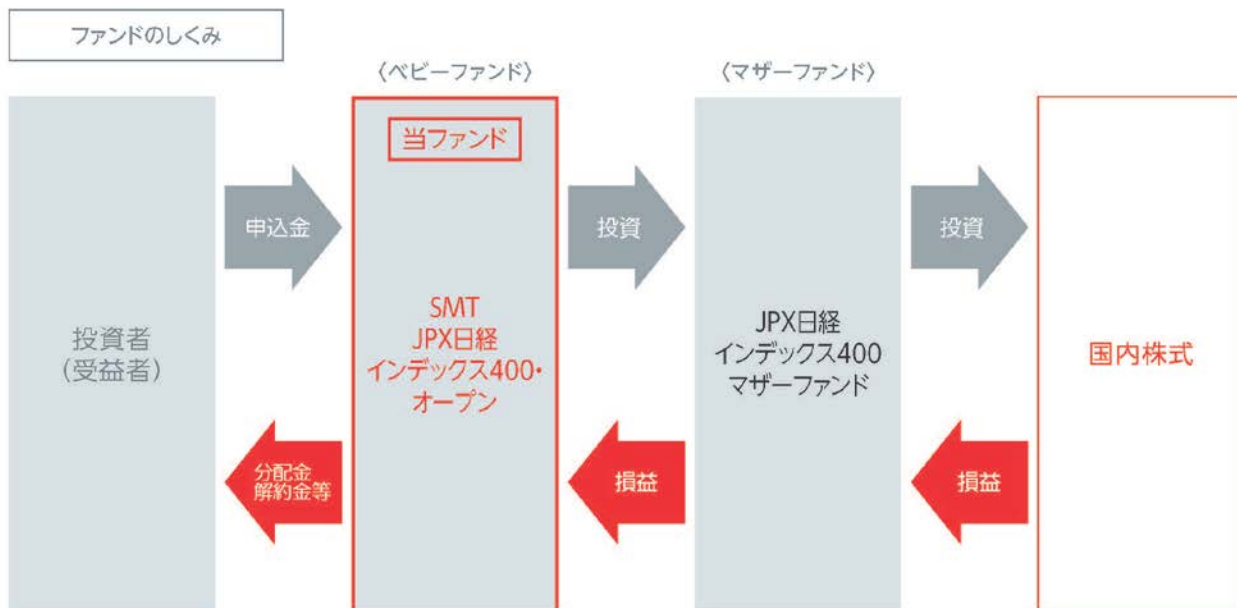 ファンドのしくみ
〈ベビーファンド〉
〈マザーファンド〉
当ファンド
申込金
投資
投資
投資者
(受益者)
SMT
JPX日経
インデックス400・
オープン
JPX日経
インデックス400
マザーファンド
国内株式
分配金
解約金等
損益
損益